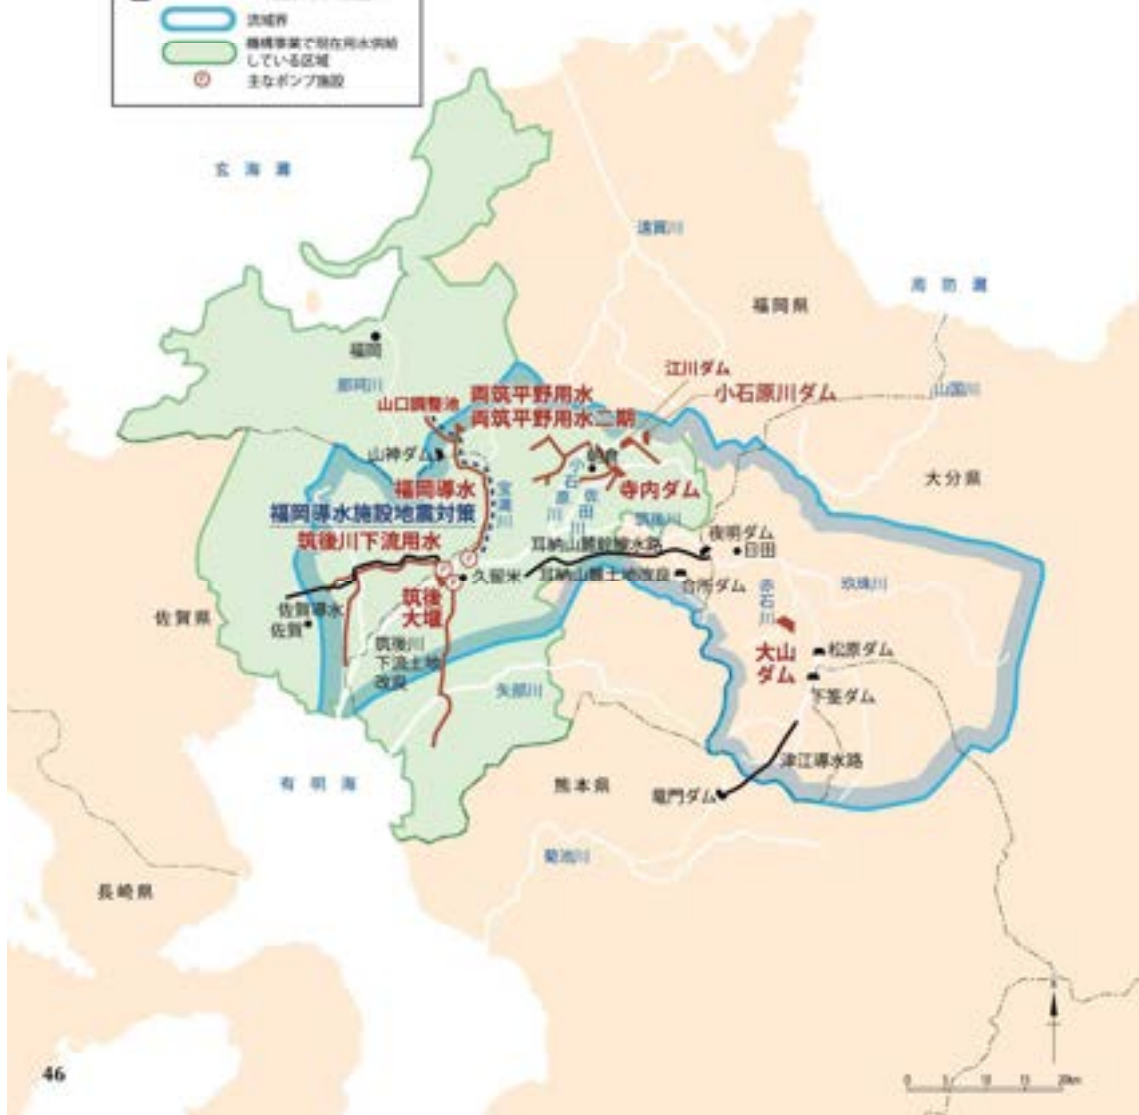 流域界
機構事業で現在用水供給
している区域
主なポンプ施設
玄海灘
遠賀川
周防灘
福岡県
福岡
那珂川
江川ダム
山口調整池
両筑平野用水
小石原川ダム
山国川
両筑平野用水二期
山神ダム
朝倉
大分県
福岡導水
宝満川
小石原川
佐田川
寺内ダム
福岡導水施設地震対策
筑後川
筑後川下流用水
夜明ダム
日田
耳納山麓幹線水路
久留米
耳納山麓土地改良
合所ダム
赤石川
玖珠川
佐賀県
佐賀導水
佐賀
筑後
大堰
筑後川
下流土地
改良
大山
ダム
松原ダム
下筌ダム
矢部川
津江導水路
有明海
熊本県
竜門ダム
菊池川
長崎県
46
0 5 10 15 20km